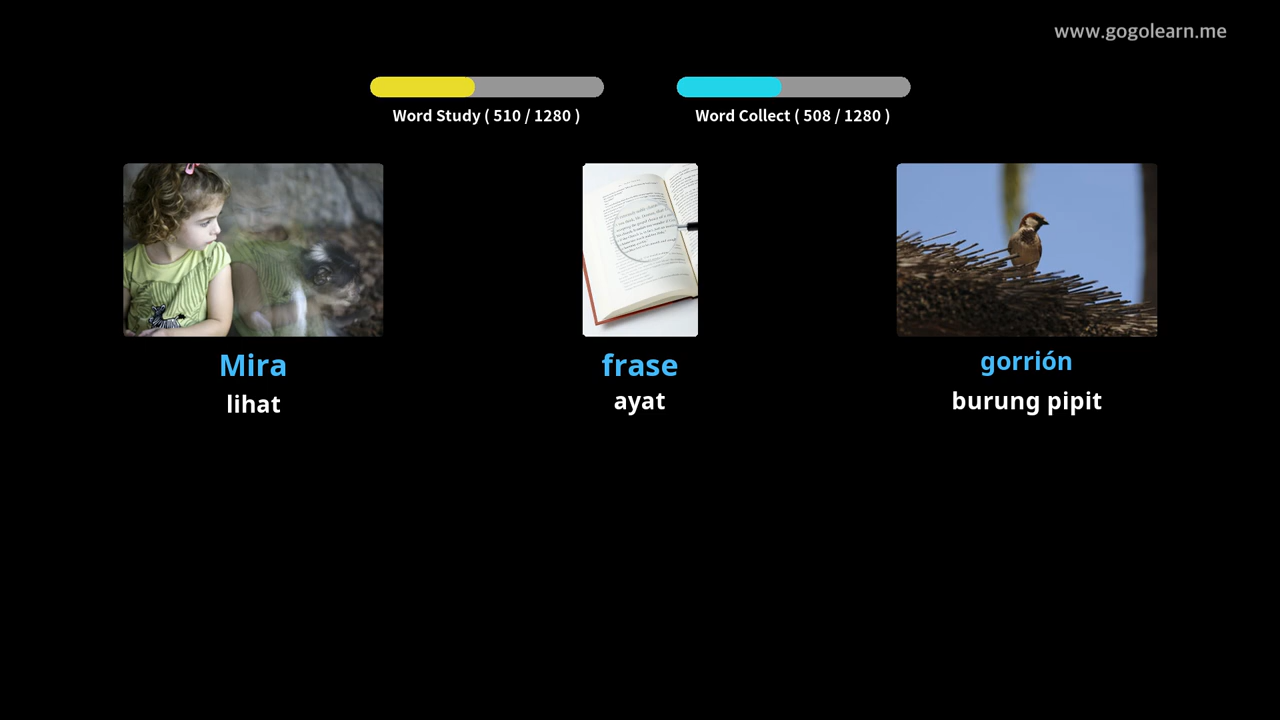 www.gogolearn.me
Word Study ( 510 / 1280 )
Word Collect ( 508 / 1280 )
Mira
lihat
frase
ayat
gorrión
burung pipit